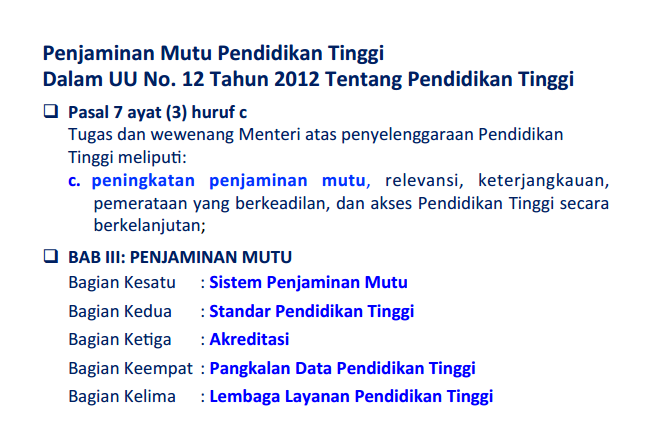 Penjaminan Mutu Pendidikan Tinggi
Dalam UU No. 12 Tahun 2012 Tentang Pendidikan Tinggi
❑ Pasal 7 ayat (3) huruf c
Tugas dan wewenang Menteri atas penyelenggaraan Pendidikan
Tinggi meliputi:
c. peningkatan penjaminan mutu, relevansi, keterjangkauan,
pemerataan yang berkeadilan, dan akses Pendidikan Tinggi secara
berkelanjutan;
❑ BAB III: PENJAMINAN MUTU
Bagian Kesatu : Sistem Penjaminan Mutu
Bagian Kedua : Standar Pendidikan Tinggi
Bagian Ketiga : Akreditasi
Bagian Keempat : Pangkalan Data Pendidikan Tinggi
Bagian Kelima : Lembaga Layanan Pendidikan Tinggi